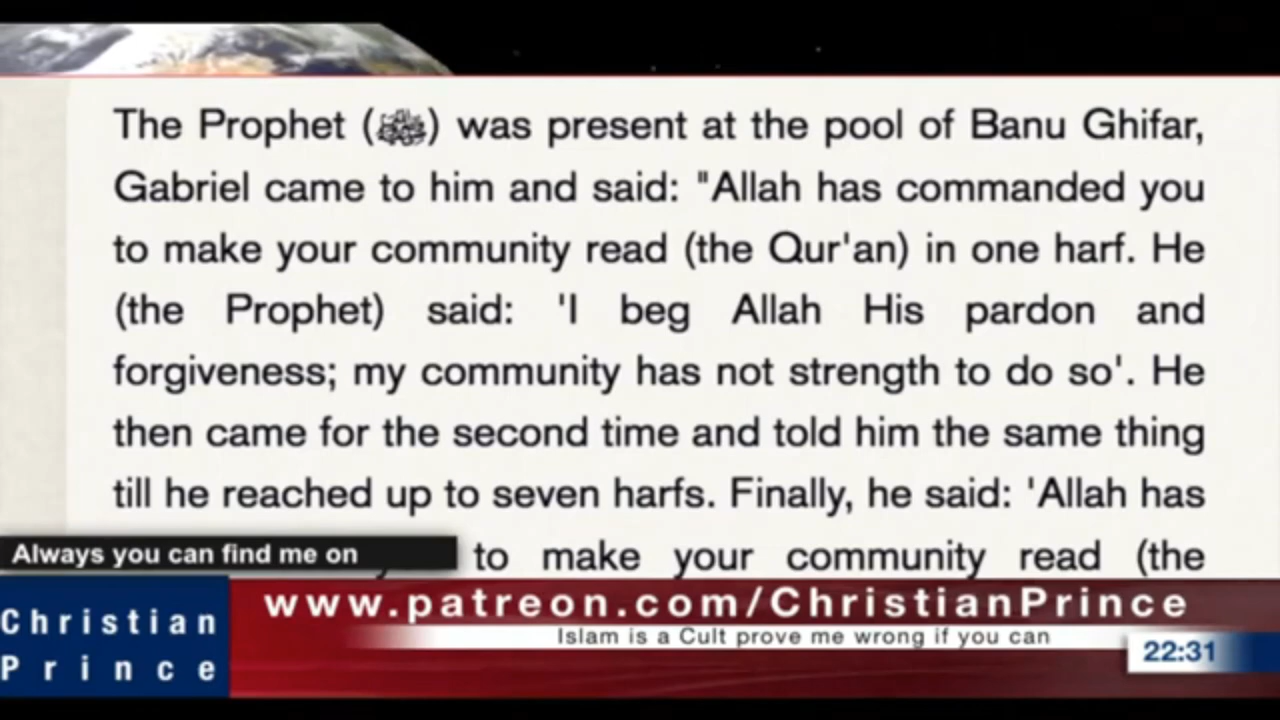 The Prophet (ﷺ) was present at the pool of Banu Ghifar,
Gabriel came to him and said: "Allah has commanded you
to make your community read (the Qur'an) in one harf. He
(the Prophet) said: 'I beg Allah His pardon and
forgiveness; my community has not strength to do so'. He
then came for the second time and told him the same thing
till he reached up to seven harfs. Finally, he said: 'Allah has
to make your community read (the
Always you can find me on
www.patreon.com/ChristianPrince
Christian
Prince
Islam is a Cult prove me wrong if you can
22:31